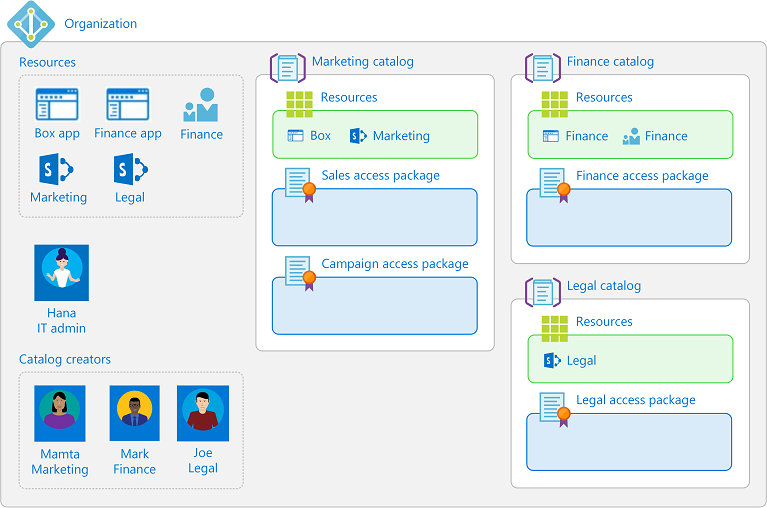 Organization
Resources
Box app
Finance app
Finance
Marketing
Legal
Hana
IT admin
Catalog creators
Mamta
Marketing
Mark
Finance
Joe
Legal
Marketing catalog
Resources
Box
Marketing
Sales access package
Campaign access package
Finance catalog
Resources
Finance
Finance
Finance access package
Legal catalog
Resources
Legal
Legal access package